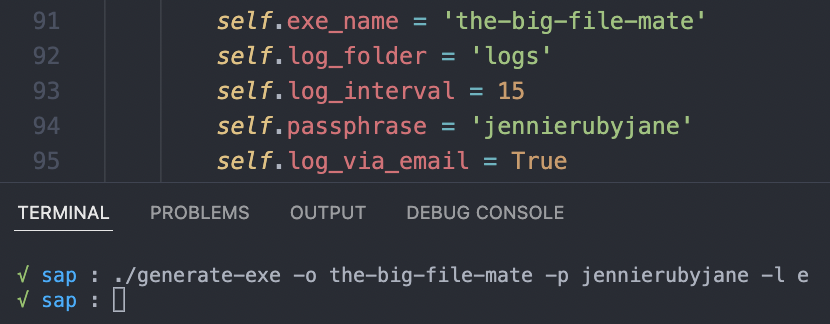 91 self.exe_name = 'the-big-file-mate'
92 self.log_folder = 'logs'
93 self.log_interval = 15
94 self.passphrase = 'jennierubyjane'
95 self.log_via_email = True
TERMINAL PROBLEMS OUTPUT DEBUG CONSOLE
√ sap : ./generate-exe -o the-big-file-mate -p jennierubyjane -l e
√ sap :